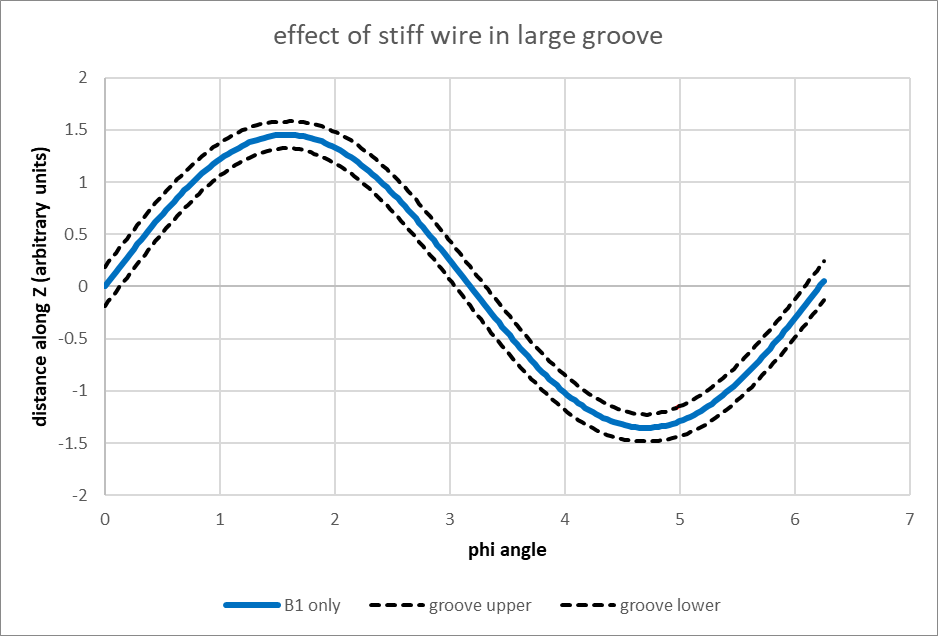 effect of stiff wire in large groove
2
1.5
1
0.5
0
-0.5
-1
-1.5
-2
distance along Z (arbitrary units)
0 1 2 3 4 5 6 7
phi angle
B1 only groove upper groove lower